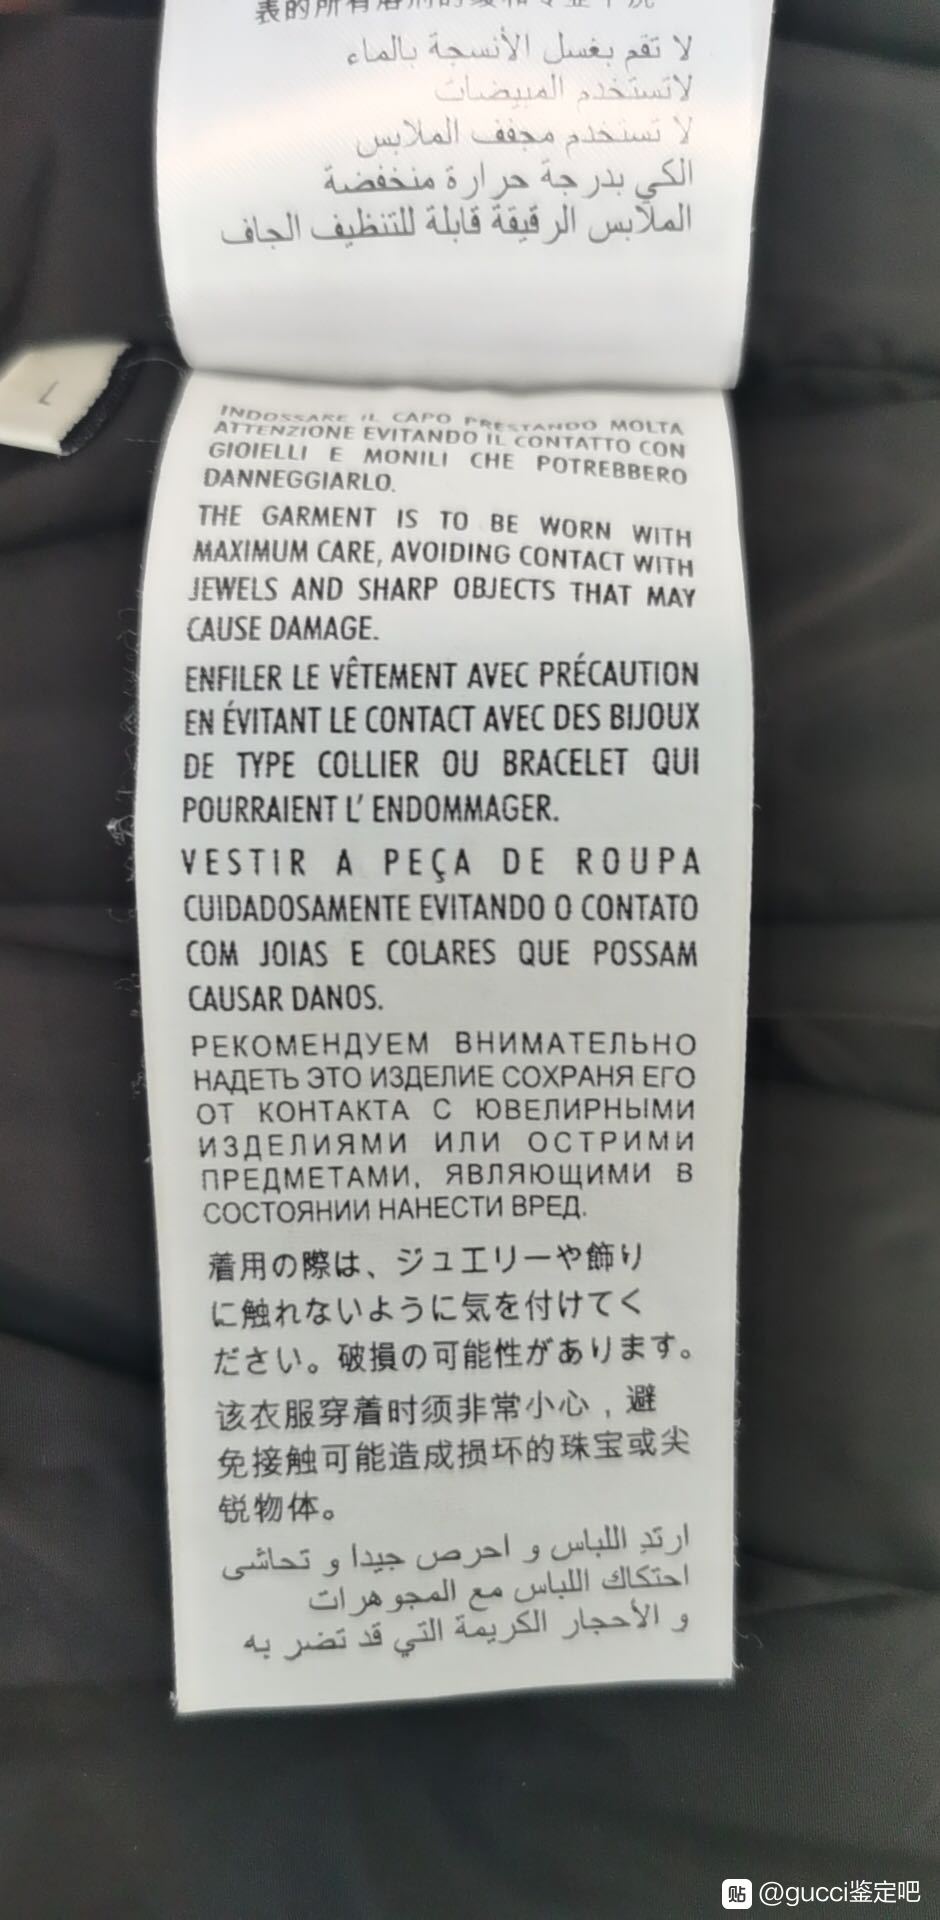 لا تقم بغسل الأنسجة بالماء
لاتستخدم المبيضات
لا تستخدم مجفف الملابس
الكي بدرجة حرارة منخفضة
الملابس الرقيقة قابلة للتنظيف الجاف
L
INDOSSARE IL CAPO PRESTANDO MOLTA
ATTENZIONE EVITANDO IL CONTATTO CON
GIOIELLI E MONILI CHE POTREBBERO
DANNEGGIARLO.
THE GARMENT IS TO BE WORN WITH
MAXIMUM CARE, AVOIDING CONTACT WITH
JEWELS AND SHARP OBJECTS THAT MAY
CAUSE DAMAGE.
ENFILER LE VÊTEMENT AVEC PRÉCAUTION
EN ÉVITANT LE CONTACT AVEC DES BIJOUX
DE TYPE COLLIER OU BRACELET QUI
POURRAIENT L' ENDOMMAGER.
VESTIR A PEÇA DE ROUPA
CUIDADOSAMENTE EVITANDO O CONTATO
COM JOIAS E COLARES QUE POSSAM
CAUSAR DANOS.
РЕКОМЕНДУЕМ ВНИМАТЕЛЬНО
НАДЕТЬ ЭТО ИЗДЕЛИЕ СОХРАНЯ ЕГО
ОТ КОНТАКТА С ЮВЕЛИРНЫМИ
ИЗДЕЛИЯМИ ИЛИ ОСТРИМИ
ПРЕДМЕТАМИ, ЯВЛЯЮЩИМИ В
СОСТОЯНИИ НАНЕСТИ ВРЕД.
着用の際は、ジュエリーや飾り
に触れないように気を付けてく
ださい。破損の可能性があります。
该衣服穿着时须非常小心，避
免接触可能造成损坏的珠宝或尖
锐物体。
ارتدِ اللباس و احرص جيدا و تحاشى
احتكاك اللباس مع المجوهرات
و الأحجار الكريمة التي قد تضر به
贴 @gucci鉴定吧